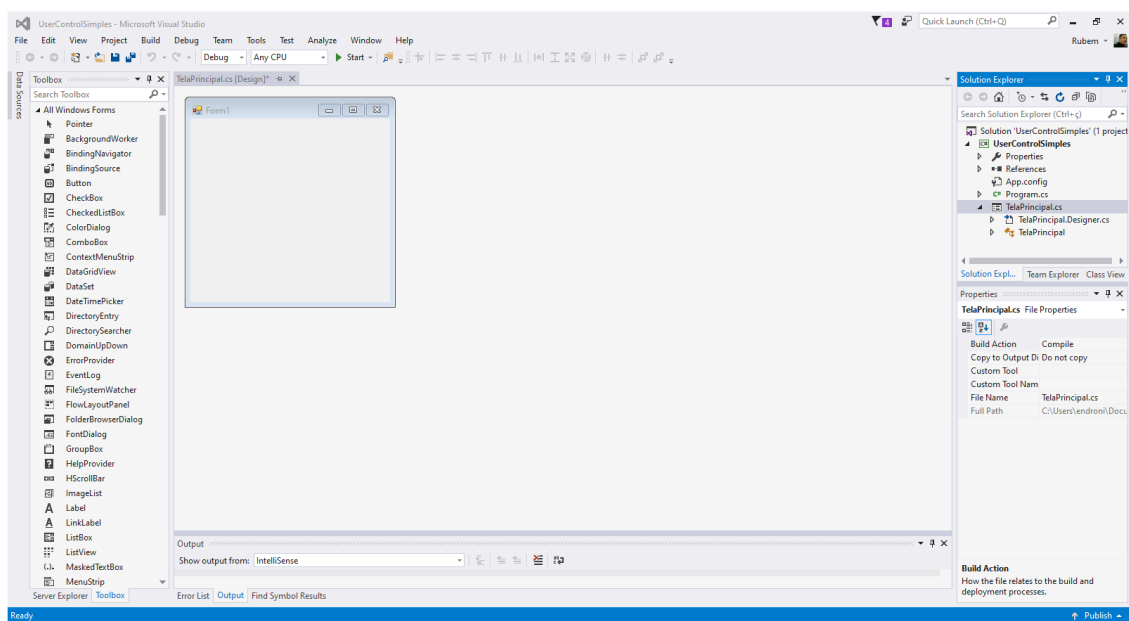 UserControlSimples - Microsoft Visual Studio
4
Quick Launch (Ctrl+Q)
File Edit View Project Build Debug Team Tools Test Analyze Window Help
Rubem
Debug Any CPU Start
Data Sources
Toolbox
Search Toolbox
All Windows Forms
Pointer
BackgroundWorker
BindingNavigator
BindingSource
Button
CheckBox
CheckedListBox
ColorDialog
ComboBox
ContextMenuStrip
DataGridView
DataSet
DateTimePicker
DirectoryEntry
DirectorySearcher
DomainUpDown
ErrorProvider
EventLog
FileSystemWatcher
FlowLayoutPanel
FolderBrowserDialog
FontDialog
GroupBox
HelpProvider
HScrollBar
ImageList
Label
LinkLabel
ListBox
ListView
MaskedTextBox
MenuStrip
Server Explorer Toolbox
TelaPrincipal.cs [Design]*
Form1
Output
Show output from: IntelliSense
Error List Output Find Symbol Results
Solution Explorer
Search Solution Explorer (Ctrl+ç)
Solution 'UserControlSimples' (1 project
UserControlSimples
Properties
References
App.config
Program.cs
TelaPrincipal.cs
TelaPrincipal.Designer.cs
TelaPrincipal
Solution Expl... Team Explorer Class View
Properties
TelaPrincipal.cs File Properties
Build Action Compile
Copy to Output Di Do not copy
Custom Tool
Custom Tool Nam
File Name TelaPrincipal.cs
Full Path C:\Users\endroni\Docu
Build Action
How the file relates to the build and
deployment processes.
Ready
Publish